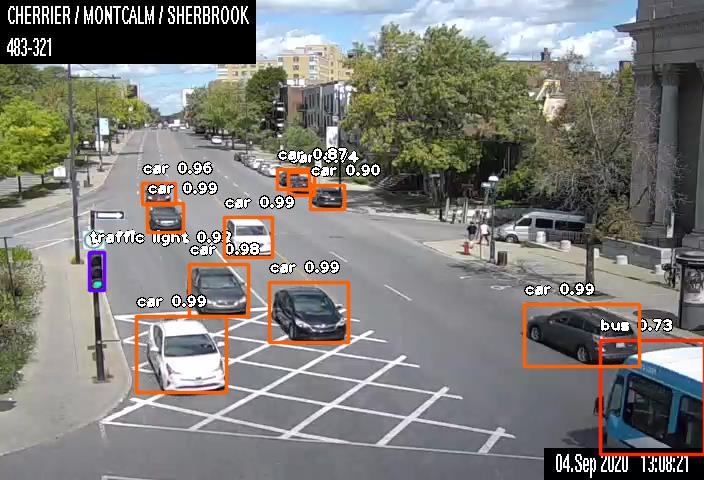 CHERRIER / MONTCALM / SHERBROOK
483-321
car 0.87
car 0.96
car 0.90
car 0.99
car 0.99
traffic light 0.9
car 0.98
car 0.99
car 0.99
car 0.99
bus 0.73
04.Sep 2020 13:08:21